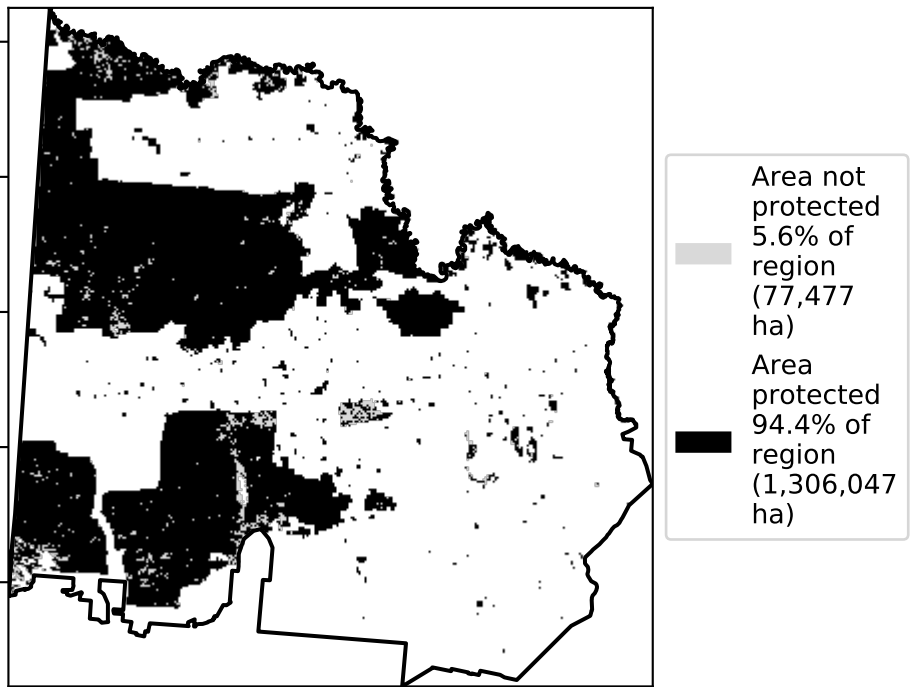 Area not
protected
5.6% of
region
(77,477
ha)
Area
protected
94.4% of
region
(1,306,047
ha)